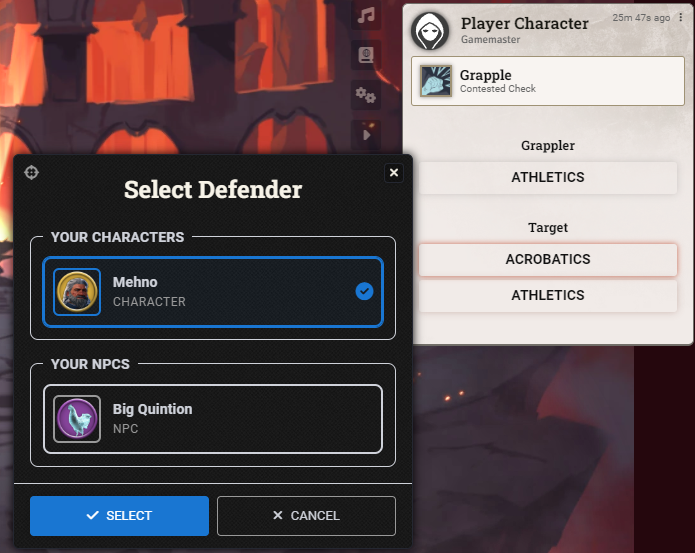 Player Character
25m 47s ago
Gamemaster
Grapple
Contested Check
Grappler
ATHLETICS
Target
ACROBATICS
ATHLETICS
Select Defender
YOUR CHARACTERS
Mehno
CHARACTER
YOUR NPCS
Big Quintion
NPC
SELECT
CANCEL